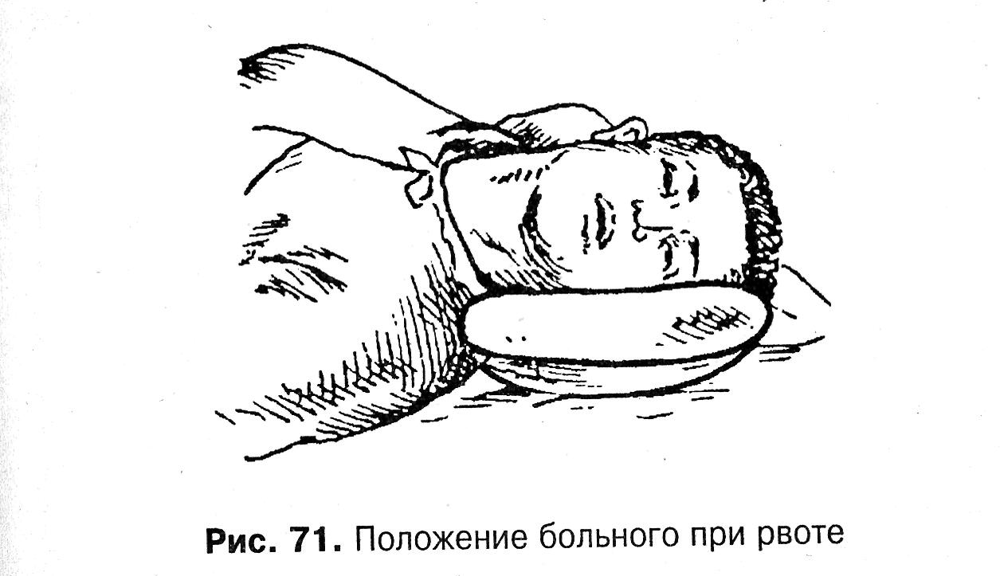 Рис. 71. Положение больного при рвоте